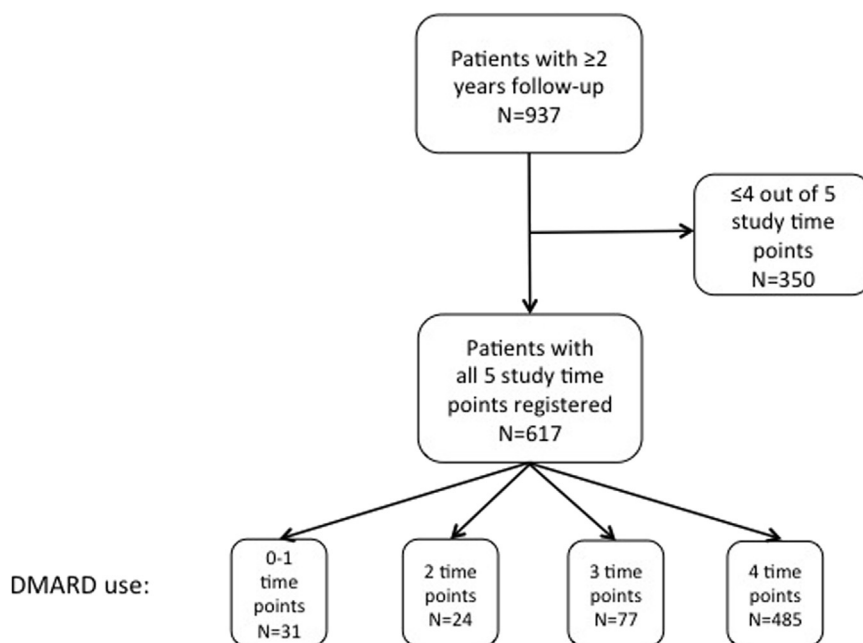 Patients with ≥2
years follow-up
N=937
≤4 out of 5
study time
points
N=350
Patients with
all 5 study time
points registered
N=617
DMARD use:
0-1
time
points
N=31
2 time
points
N=24
3 time
points
N=77
4 time
points
N=485